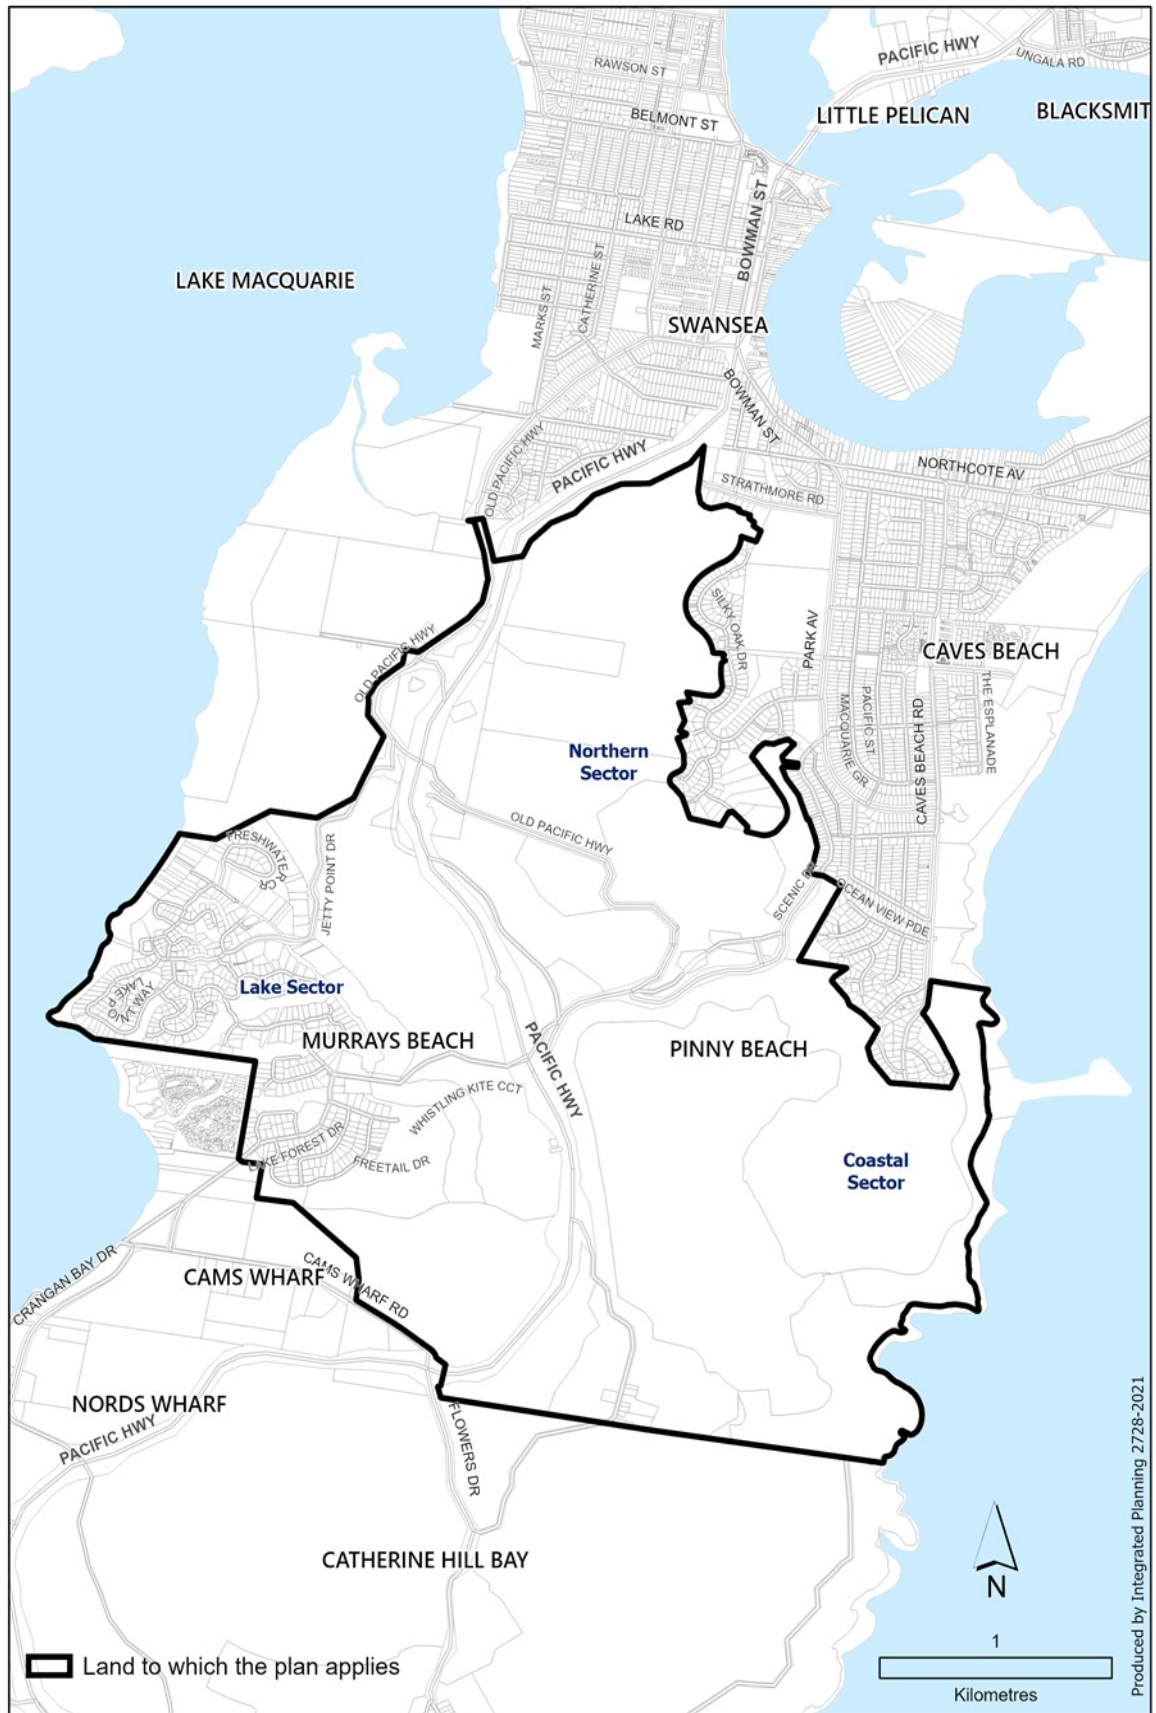 PACIFIC HWY
UNGALA RD
RAWSON ST
BELMONT ST
LITTLE PELICAN
BLACKSMIT
BOWMAN ST
LAKE RD
CATHERINE ST
MARKS ST
LAKE MACQUARIE
SWANSEA
BOWMAN ST
OLD PACIFIC HWY
PACIFIC HWY
NORTHCOTE AV
STRATHMORE RD
SILKY OAK DR
PARK AV
OLD PACIFIC HWY
CAVES BEACH
THE ESPLANADE
PACIFIC ST
MACQUARIE GR
CAVES BEACH RD
Northern
Sector
OLD PACIFIC HWY
FRESHWATER
CR
JETTY POINT DR
SCENIC DR
OCEAN VIEW PDE
LAKE PO
NT WAY
Lake Sector
MURRAYS BEACH
PACIFIC HWY
PINNY BEACH
WHISTLING KITE CCT
LAKE FOREST DR
FREETAIL DR
Coastal
Sector
CRANGAN BAY DR
CAMS WHARF
CAMS WHARF RD
NORDS WHARF
PACIFIC HWY
FLOWERS DR
CATHERINE HILL BAY
N
Land to which the plan applies
1
Kilometres
Produced by Integrated Planning 2728-2021